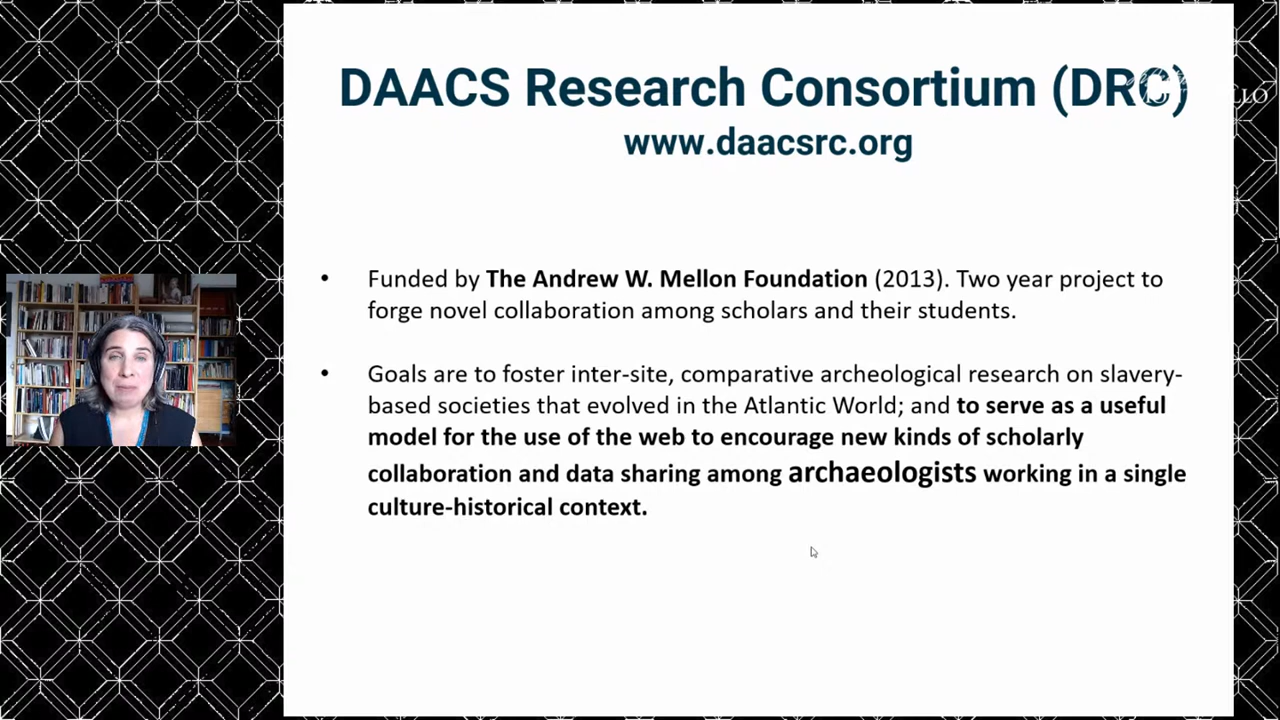 DAACS Research Consortium (DRC)
www.daacsrc.org
• Funded by The Andrew W. Mellon Foundation (2013). Two year project to
forge novel collaboration among scholars and their students.
• Goals are to foster inter-site, comparative archeological research on slavery-
based societies that evolved in the Atlantic World; and to serve as a useful
model for the use of the web to encourage new kinds of scholarly
collaboration and data sharing among archaeologists working in a single
culture-historical context.